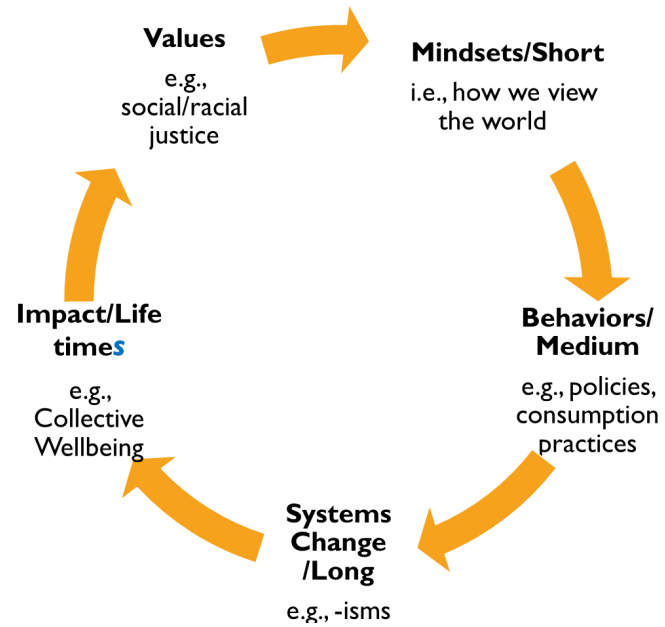 Values
e.g.,
social/racial
justice
Mindsets/Short
i.e., how we view
the world
Behaviors/
Medium
e.g., policies,
consumption
practices
Systems
Change
/Long
e.g., -isms
Impact/Life
times
e.g.,
Collective
Wellbeing